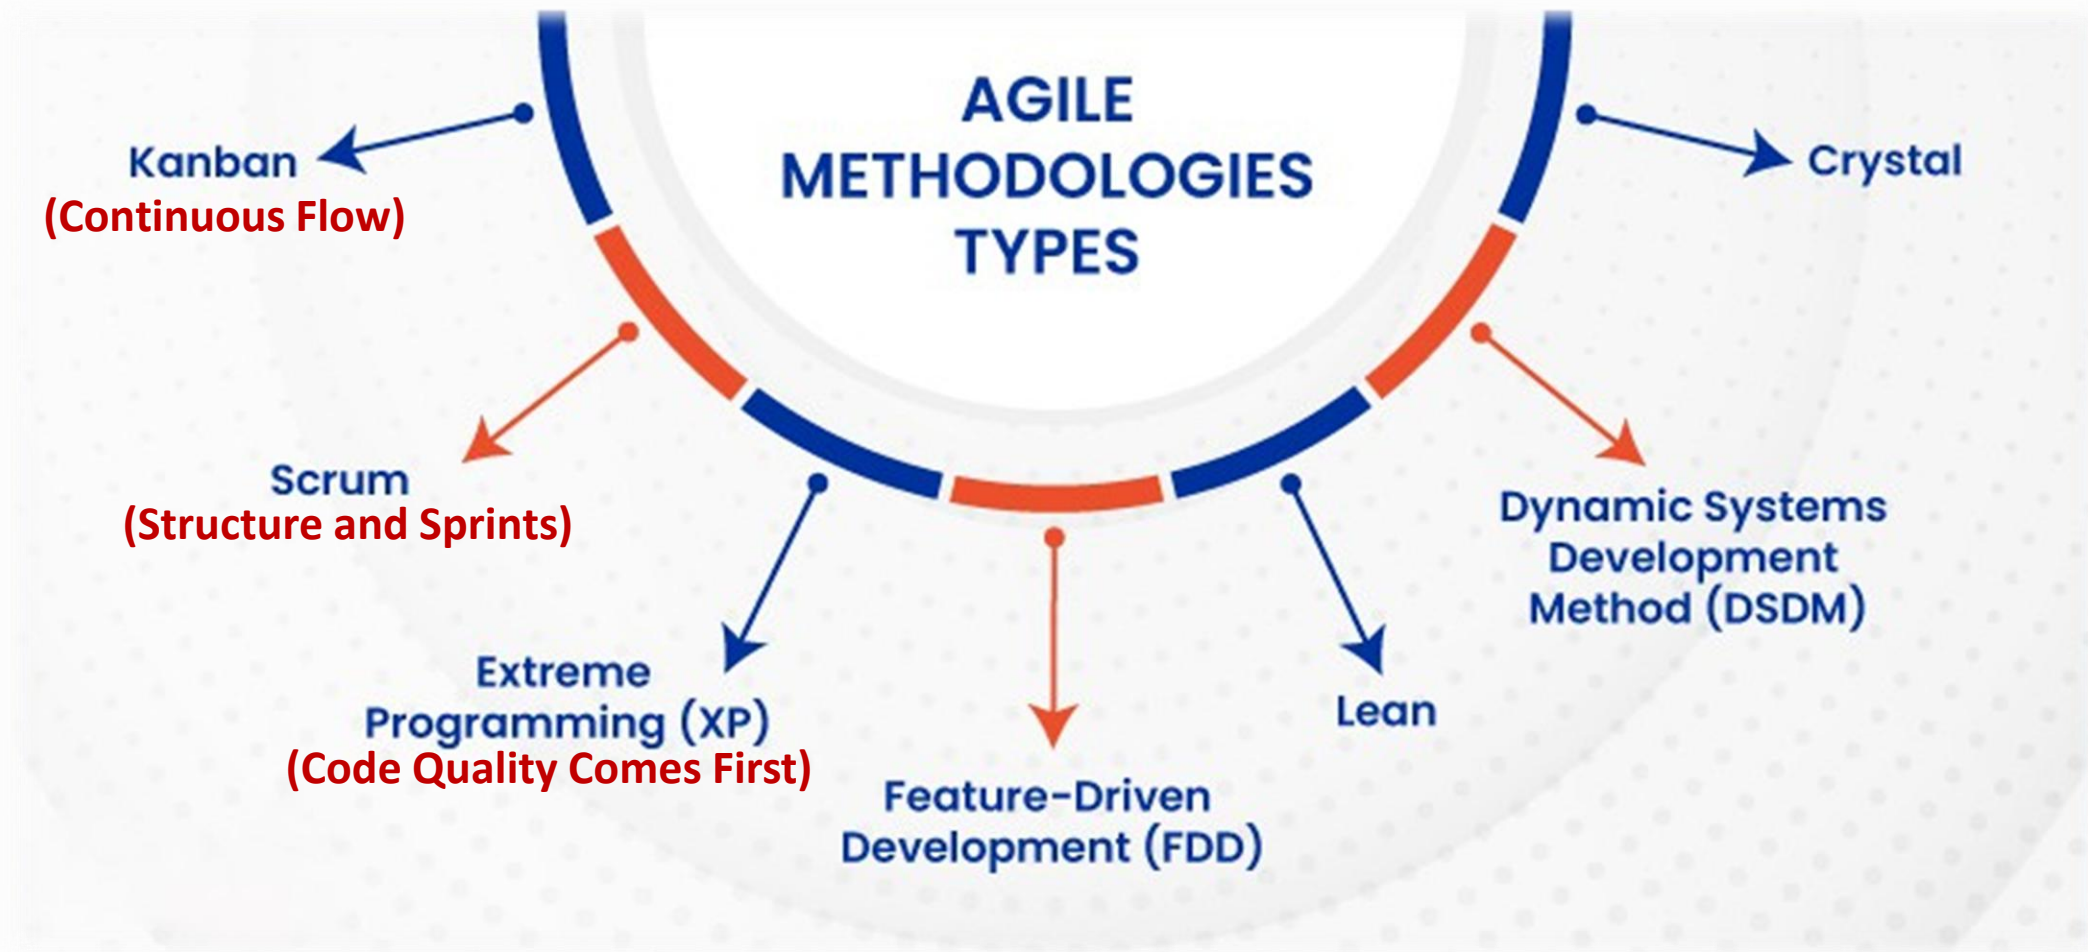 AGILE
METHODOLOGIES
TYPES
Kanban
(Continuous Flow)
Scrum
(Structure and Sprints)
Extreme
Programming (XP)
(Code Quality Comes First)
Feature-Driven
Development (FDD)
Lean
Dynamic Systems
Development
Method (DSDM)
Crystal